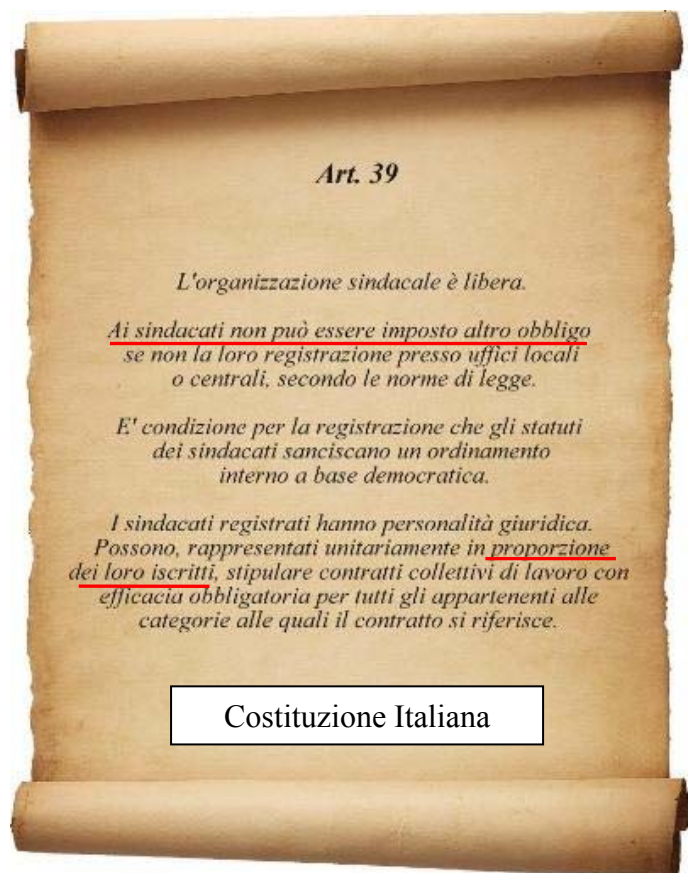 Art. 39
L'organizzazione sindacale è libera.
Ai sindacati non può essere imposto altro obbligo
se non la loro registrazione presso uffici locali
o centrali, secondo le norme di legge.
E' condizione per la registrazione che gli statuti
dei sindacati sanciscano un ordinamento
interno a base democratica.
I sindacati registrati hanno personalità giuridica.
Possono, rappresentati unitariamente in proporzione
dei loro iscritti, stipulare contratti collettivi di lavoro con
efficacia obbligatoria per tutti gli appartenenti alle
categorie alle quali il contratto si riferisce.
Costituzione Italiana